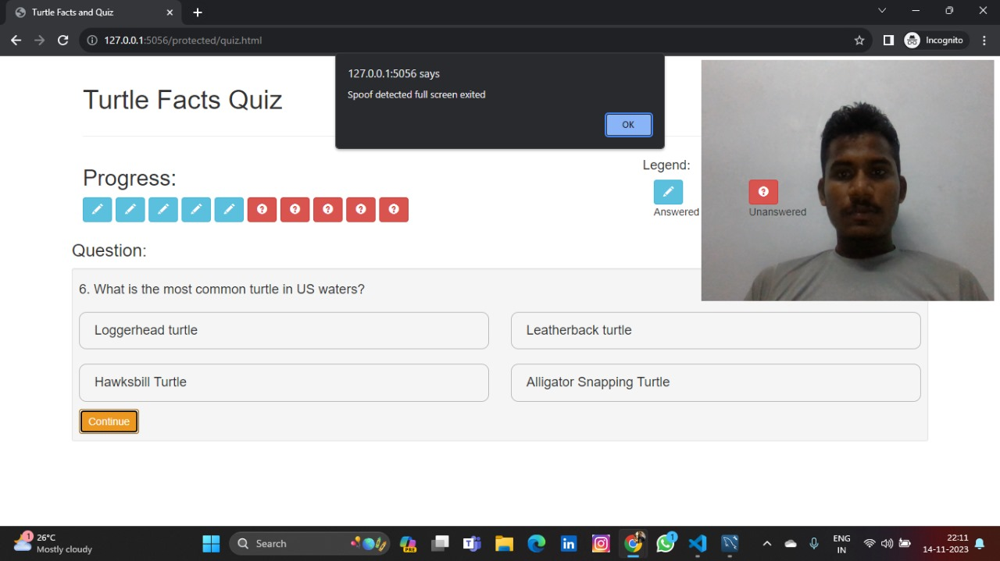 Turtle Facts and Quiz
127.0.0.1:5056/protected/quiz.html
Incognito
127.0.0.1:5056 says
Spoof detected full screen exited
OK
Turtle Facts Quiz
Progress:
Legend:
Answered
Unanswered
Question:
6. What is the most common turtle in US waters?
Loggerhead turtle
Leatherback turtle
Hawksbill Turtle
Alligator Snapping Turtle
Continue
1
26°C
Mostly cloudy
Search
PRE
1
ENG
IN
22:11
14-11-2023